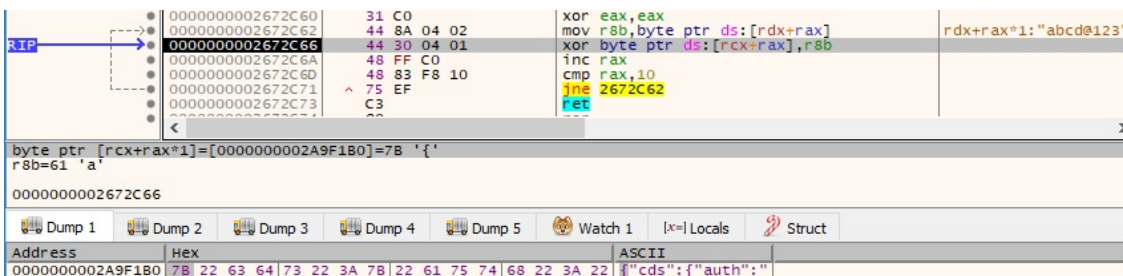 0000000002672C60 31 C0 xor eax,eax
0000000002672C62 44 8A 04 02 mov r8b,byte ptr ds:[rdx+rax] rdx+rax*1:"abcd@123"
RIP 0000000002672C66 44 30 04 01 xor byte ptr ds:[rcx+rax],r8b
0000000002672C6A 48 FF C0 inc rax
0000000002672C6D 48 83 F8 10 cmp rax,10
0000000002672C71 ^ 75 EF jne 2672C62
0000000002672C73 C3 ret
byte ptr [rcx+rax*1]=[0000000002A9F1B0]=7B '{'
r8b=61 'a'
0000000002672C66
Dump 1 Dump 2 Dump 3 Dump 4 Dump 5 Watch 1 [x=] Locals Struct
Address Hex ASCII
0000000002A9F1B0 7B 22 63 64 73 22 3A 7B 22 61 75 74 68 22 3A 22 {"cds":{"auth":"